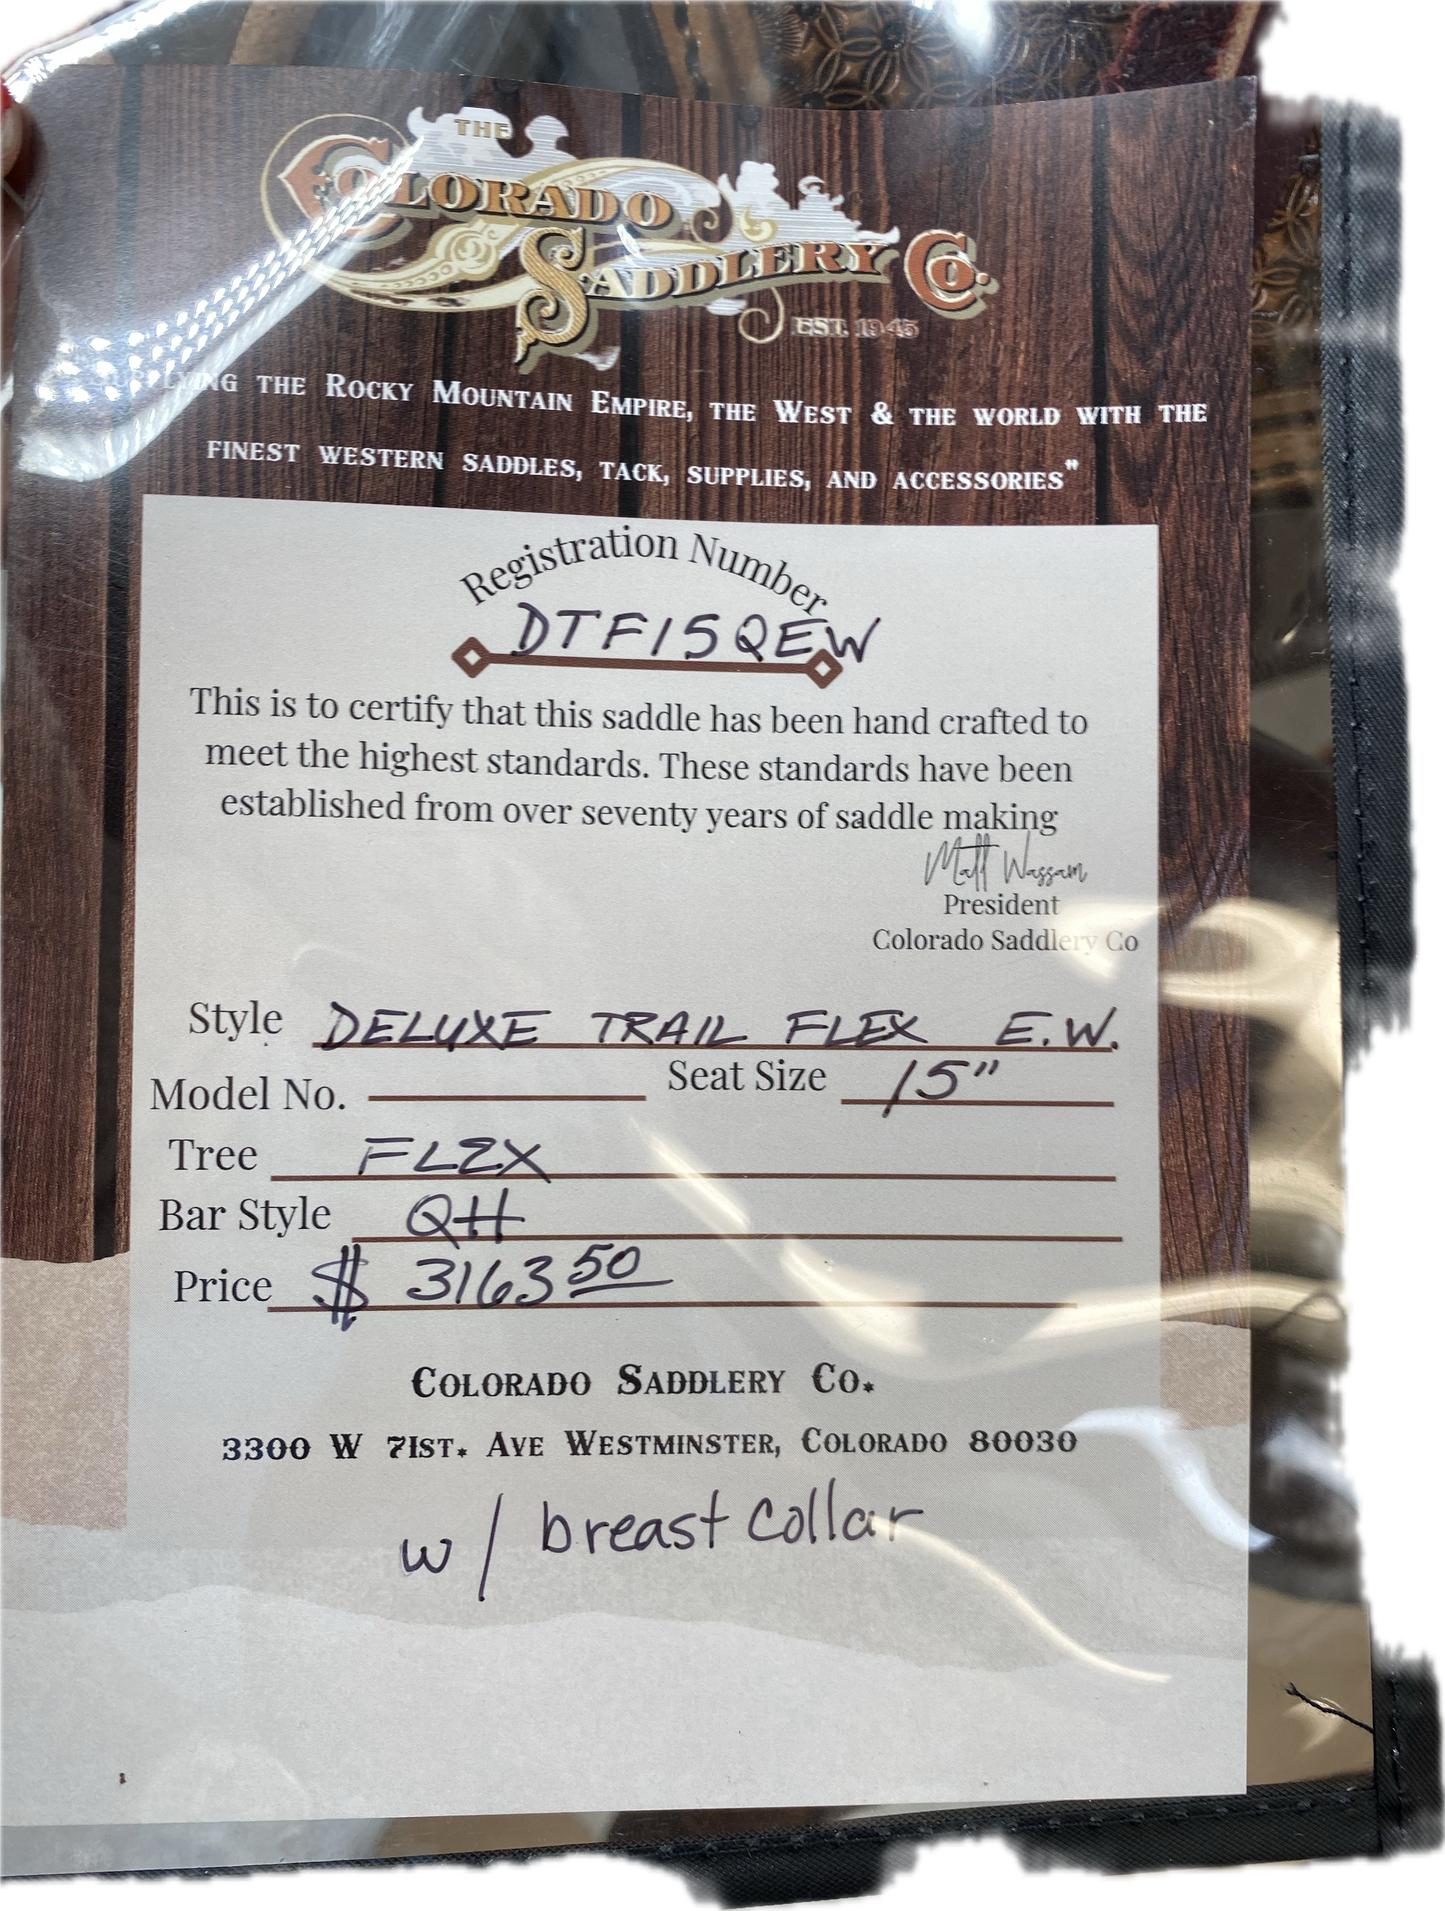 THE
COLORADO
SADDLERY CO.
EST. 1945
THE ROCKY MOUNTAIN EMPIRE, THE WEST & THE WORLD WITH THE
FINEST WESTERN SADDLES, TACK, SUPPLIES, AND ACCESSORIES"
Registration Number
DTF15QEW
This is to certify that this saddle has been hand crafted to
meet the highest standards. These standards have been
established from over seventy years of saddle making
Matt Wassam
President
Colorado Saddlery Co
Style DELUXE TRAIL FLEX E.W.
Model No. Seat Size 15"
Tree FLEX
Bar Style QH
Price $ 3163 50
COLORADO SADDLERY CO.
3300 W 71ST. AVE WESTMINSTER, COLORADO 80030
w/ breast collar